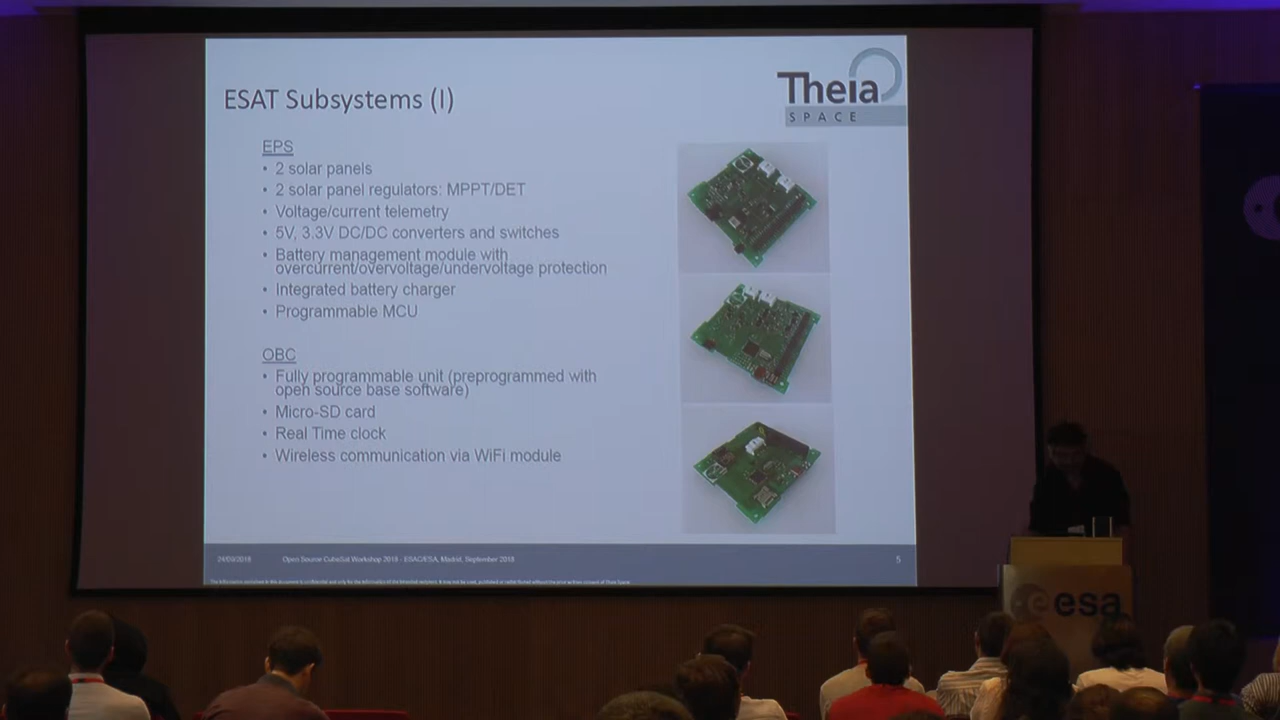 ESAT Subsystems (I)
Theia
SPACE
EPS
• 2 solar panels
• 2 solar panel regulators: MPPT/DET
• Voltage/current telemetry
• 5V, 3.3V DC/DC converters and switches
• Battery management module with
overcurrent/overvoltage/undervoltage protection
• Integrated battery charger
• Programmable MCU
OBC
• Fully programmable unit (preprogrammed with
open source base software)
• Micro-SD card
• Real Time clock
• Wireless communication via WiFi module
24/09/2018 Open Source CubeSat Workshop 2018 - ESAC/ESA, Madrid, September 2018 5
esa